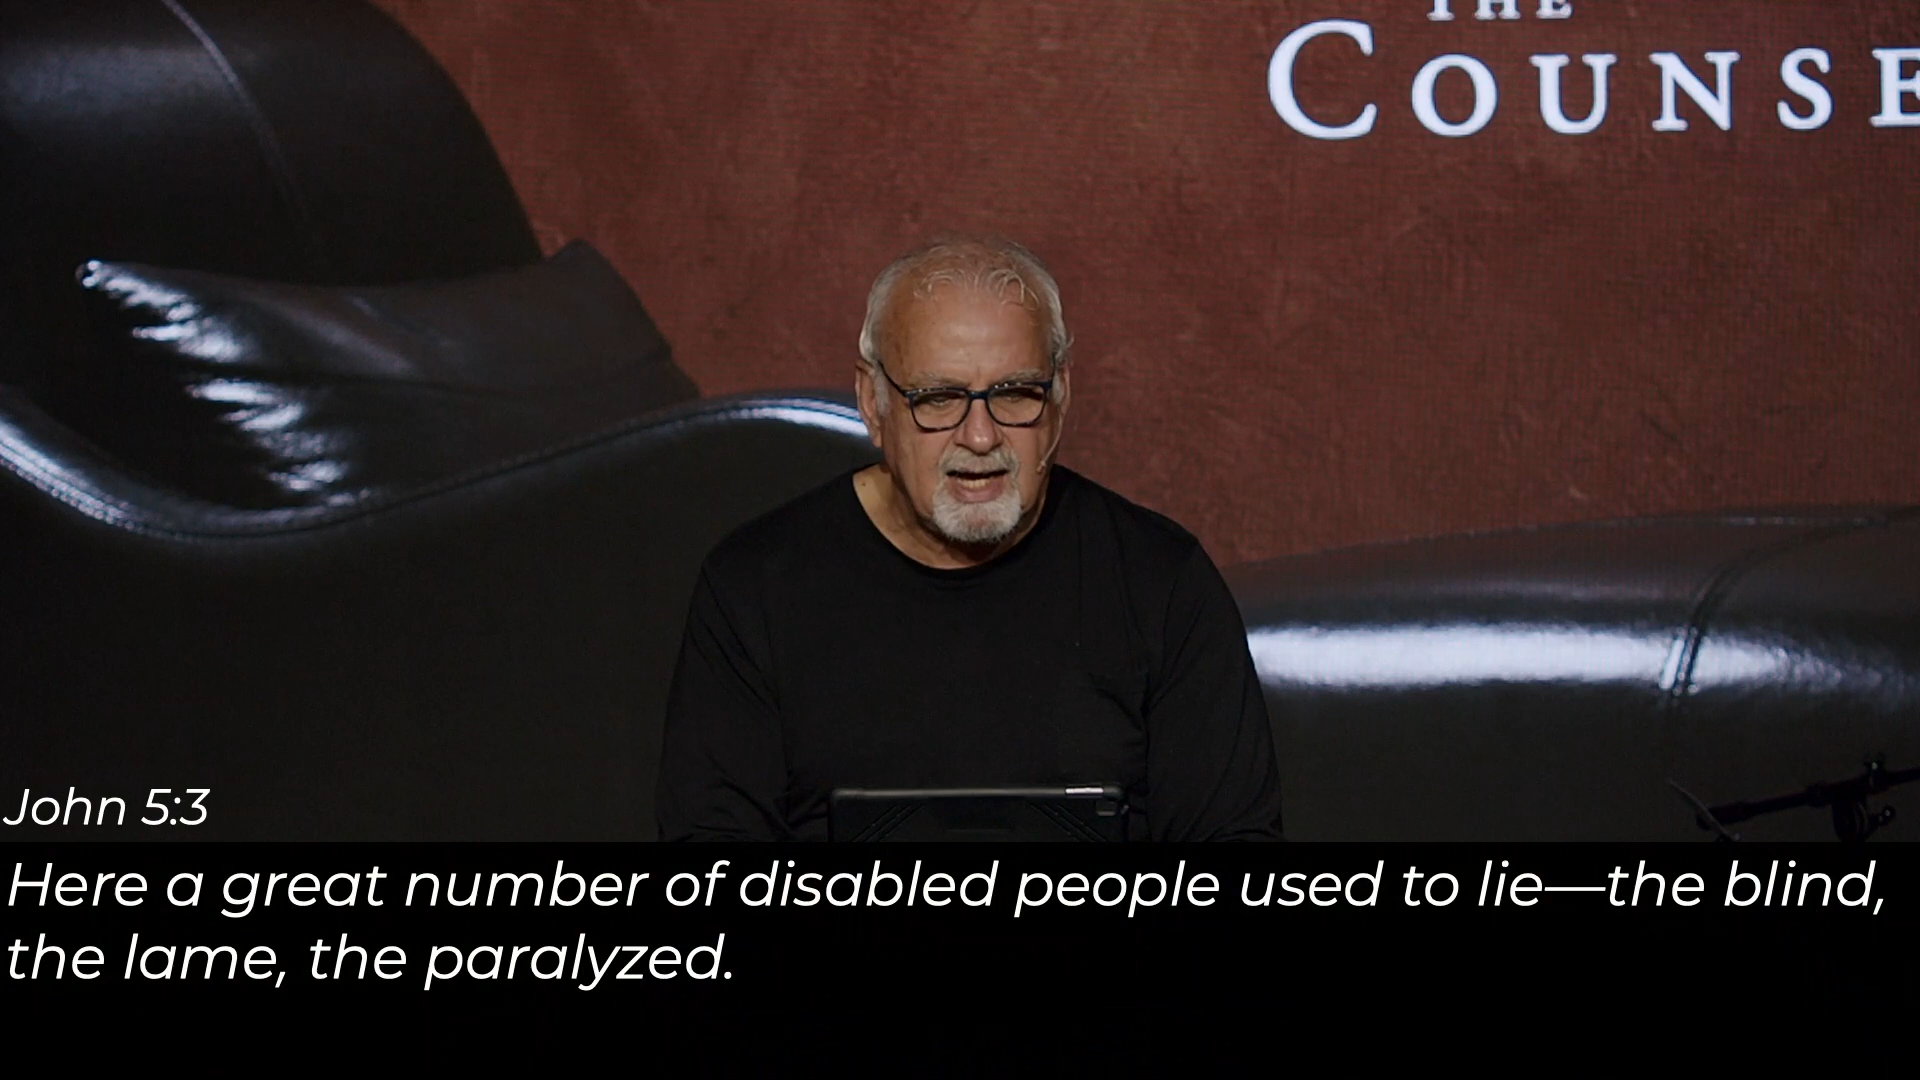 THE
COUNSE
John 5:3
Here a great number of disabled people used to lie—the blind,
the lame, the paralyzed.